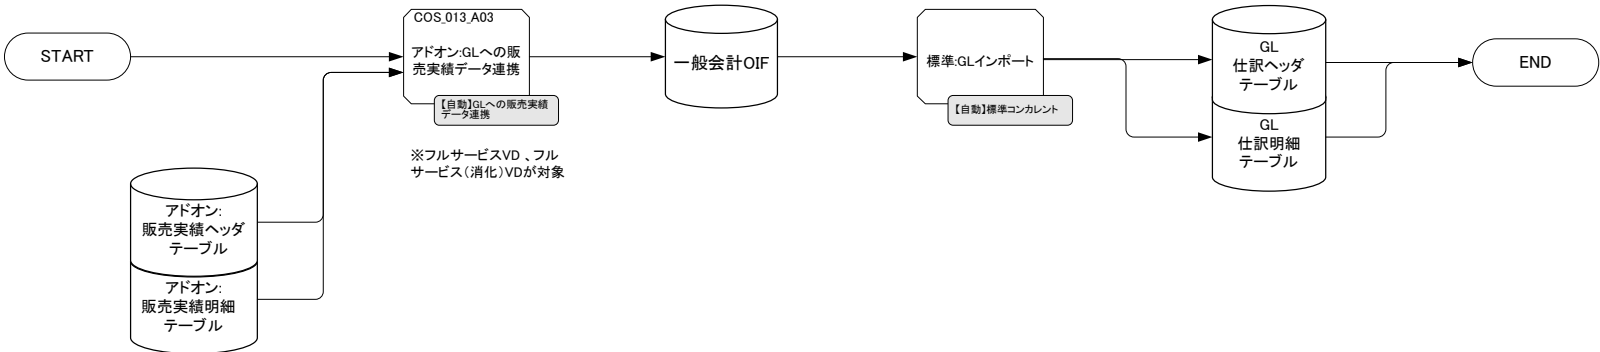 START
COS_013_A03
アドオン:GLへの販
売実績データ連携
【自動】GLへの販売実績
データ連携
※フルサービスVD 、フル
サービス（消化）VDが対象
アドオン:
販売実績ヘッダ
テーブル
アドオン:
販売実績明細
テーブル
一般会計OIF
標準:GLインポート
【自動】標準コンカレント
GL
仕訳ヘッダ
テーブル
GL
仕訳明細
テーブル
END